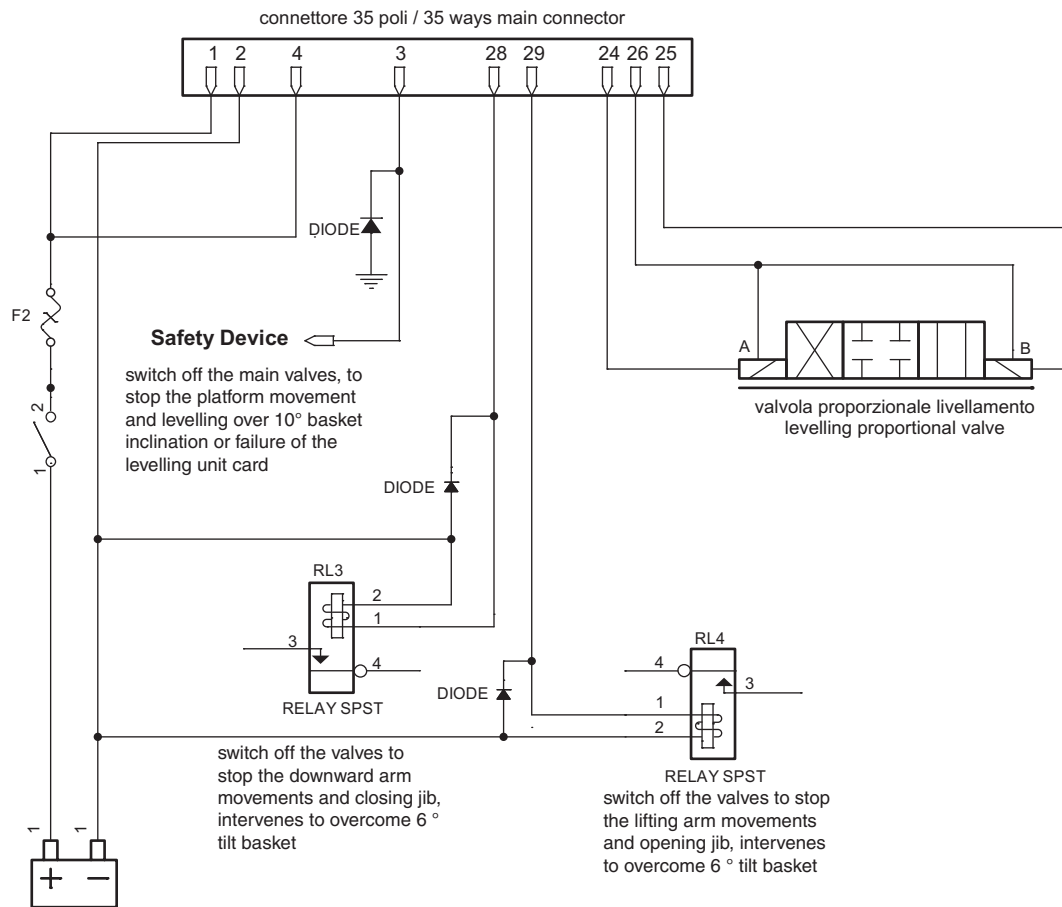 connettore 35 poli / 35 ways main connector
1 2 4 3 28 29 24 26 25
DIODE
F2
Safety Device
switch off the main valves, to
stop the platform movement
and levelling over 10° basket
inclination or failure of the
levelling unit card
A
B
valvola proporzionale livellamento
levelling proportional valve
2
1
DIODE
RL3
2
1
3
4
RELAY SPST
RL4
4
3
1
2
DIODE
RELAY SPST
switch off the valves to
stop the downward arm
movements and closing jib,
intervenes to overcome 6 °
tilt basket
switch off the valves to stop
the lifting arm movements
and opening jib, intervenes
to overcome 6 ° tilt basket
1
1
+ −